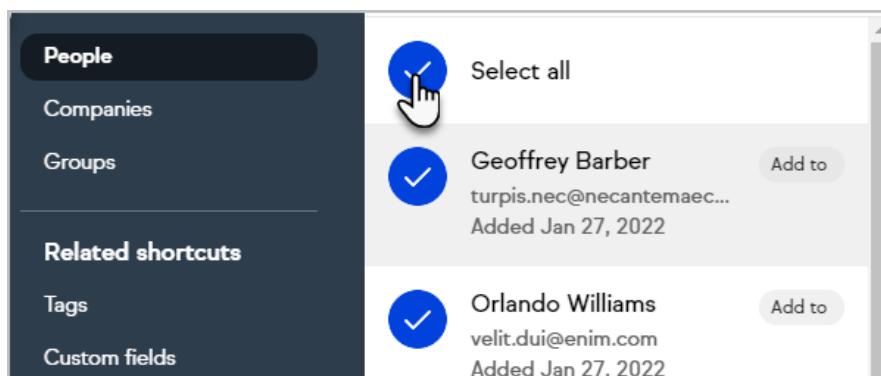 People
Companies
Groups
Related shortcuts
Tags
Custom fields
Select all
Geoffrey Barber
Add to
turpis.nec@necantemaec...
Added Jan 27, 2022
Orlando Williams
Add to
velit.dui@enim.com
Added Jan 27, 2022